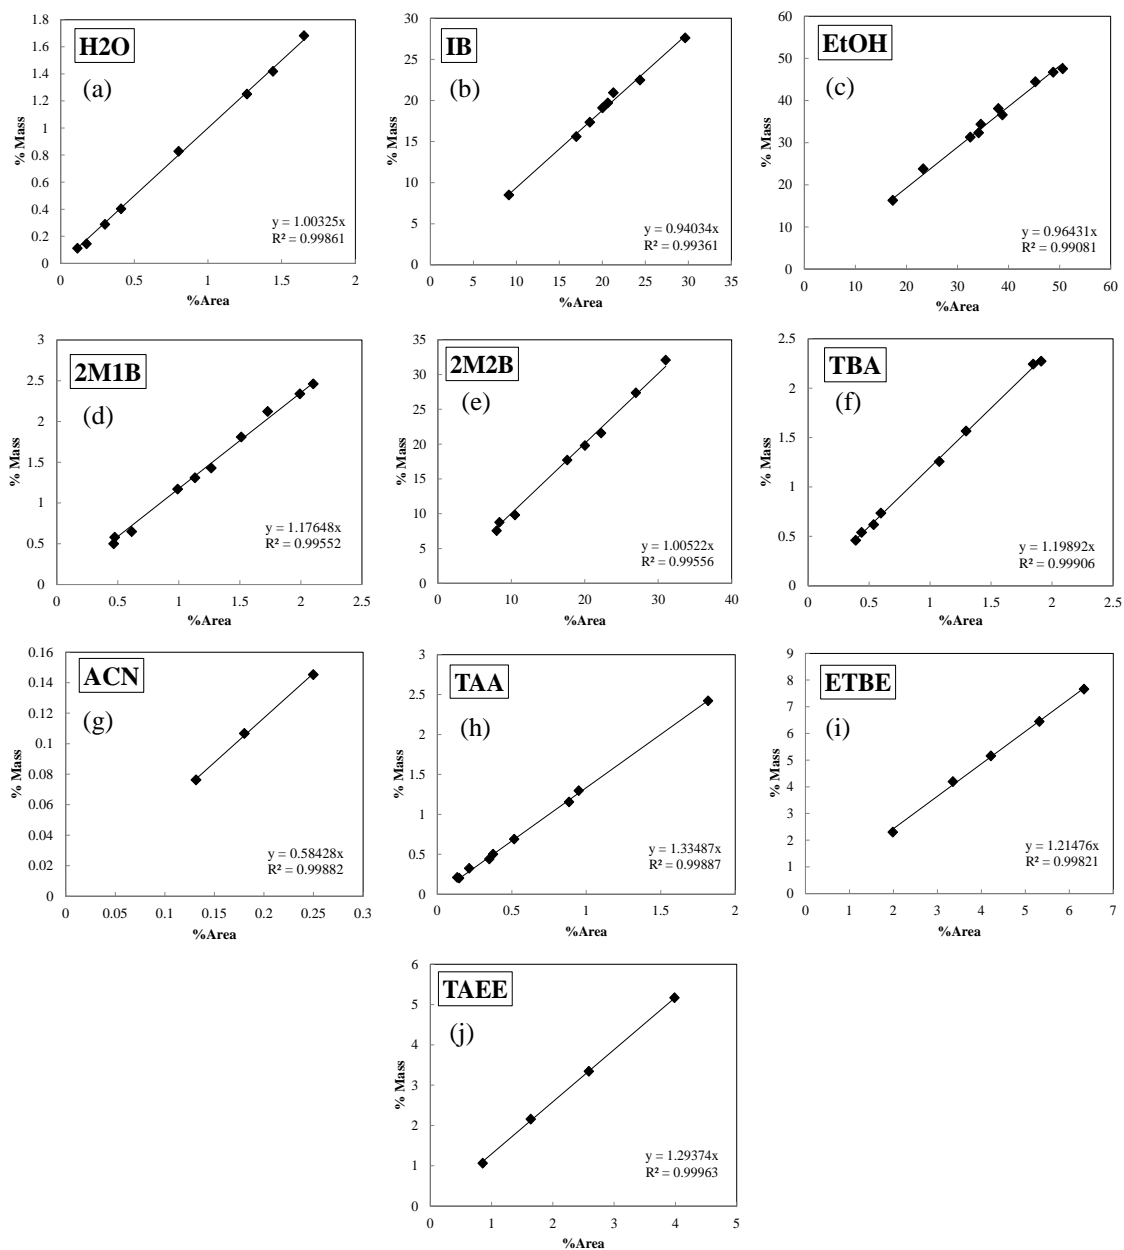 H2O
(a)
% Mass
1.8
1.6
1.4
1.2
1
0.8
0.6
0.4
0.2
0
y = 1.00325x
R² = 0.99861
0 0.5 1 1.5 2
%Area
IB
(b)
% Mass
30
25
20
15
10
5
0
y = 0.94034x
R² = 0.99361
0 5 10 15 20 25 30 35
%Area
EtOH
(c)
% Mass
60
50
40
30
20
10
0
y = 0.96431x
R² = 0.99081
0 10 20 30 40 50 60
%Area
2M1B
(d)
% Mass
3
2.5
2
1.5
1
0.5
0
y = 1.17648x
R² = 0.99552
0 0.5 1 1.5 2 2.5
%Area
2M2B
(e)
% Mass
35
30
25
20
15
10
5
0
y = 1.00522x
R² = 0.99556
0 10 20 30 40
%Area
TBA
(f)
% Mass
2.5
2
1.5
1
0.5
0
y = 1.19892x
R² = 0.99906
0 0.5 1 1.5 2 2.5
%Area
ACN
(g)
% Mass
0.16
0.14
0.12
0.1
0.08
0.06
0.04
0.02
0
y = 0.58428x
R² = 0.99882
0 0.05 0.1 0.15 0.2 0.25 0.3
%Area
TAA
(h)
% Mass
3
2.5
2
1.5
1
0.5
0
y = 1.33487x
R² = 0.99887
0 0.5 1 1.5 2
%Area
ETBE
(i)
% Mass
9
8
7
6
5
4
3
2
1
0
y = 1.21476x
R² = 0.99821
0 1 2 3 4 5 6 7
%Area
TAEE
(j)
% Mass
6
5
4
3
2
1
0
y = 1.29374x
R² = 0.99963
0 1 2 3 4 5
%Area